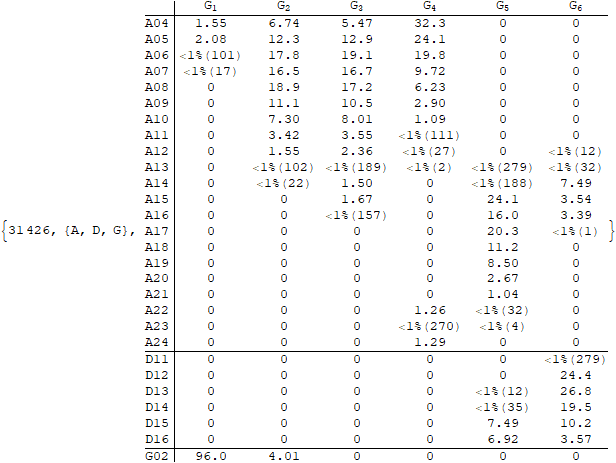 G₁ G₂ G₃ G₄ G₅ G₆
A04 1.55 6.74 5.47 32.3 0 0
A05 2.08 12.3 12.9 24.1 0 0
A06 <1%(101) 17.8 19.1 19.8 0 0
A07 <1%(17) 16.5 16.7 9.72 0 0
A08 0 18.9 17.2 6.23 0 0
A09 0 11.1 10.5 2.90 0 0
A10 0 7.30 8.01 1.09 0 0
A11 0 3.42 3.55 <1%(111) 0 0
A12 0 1.55 2.36 <1%(27) 0 <1%(12)
A13 0 <1%(102) <1%(189) <1%(2) <1%(279) <1%(32)
A14 0 <1%(22) 1.50 0 <1%(188) 7.49
A15 0 0 1.67 0 24.1 3.54
A16 0 0 <1%(157) 0 16.0 3.39
{31426, {A, D, G}, A17 0 0 0 0 20.3 <1%(1) }
A18 0 0 0 0 11.2 0
A19 0 0 0 0 8.50 0
A20 0 0 0 0 2.67 0
A21 0 0 0 0 1.04 0
A22 0 0 0 1.26 <1%(32) 0
A23 0 0 0 <1%(270) <1%(4) 0
A24 0 0 0 1.29 0 0
D11 0 0 0 0 0 <1%(279)
D12 0 0 0 0 0 24.4
D13 0 0 0 0 <1%(12) 26.8
D14 0 0 0 0 <1%(35) 19.5
D15 0 0 0 0 7.49 10.2
D16 0 0 0 0 6.92 3.57
G02 96.0 4.01 0 0 0 0